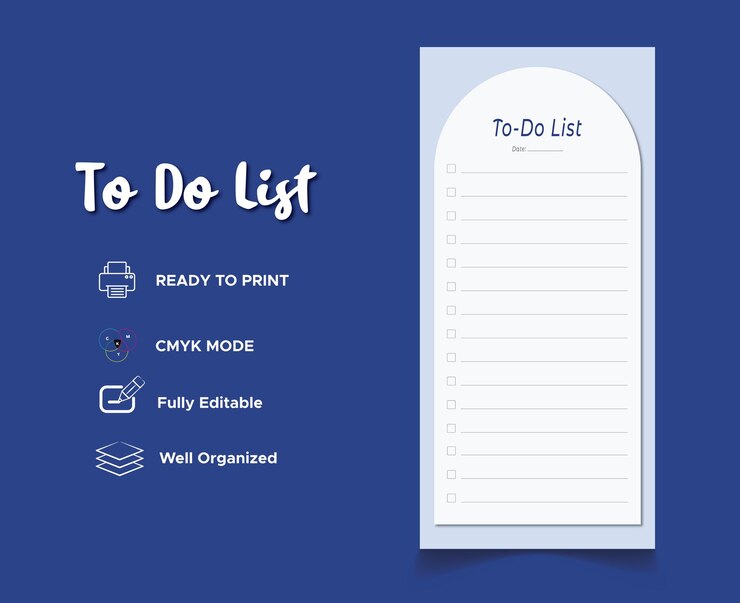 To Do List
READY TO PRINT
C M
K
Y
CMYK MODE
Fully Editable
Well Organized
To-Do List
Date: